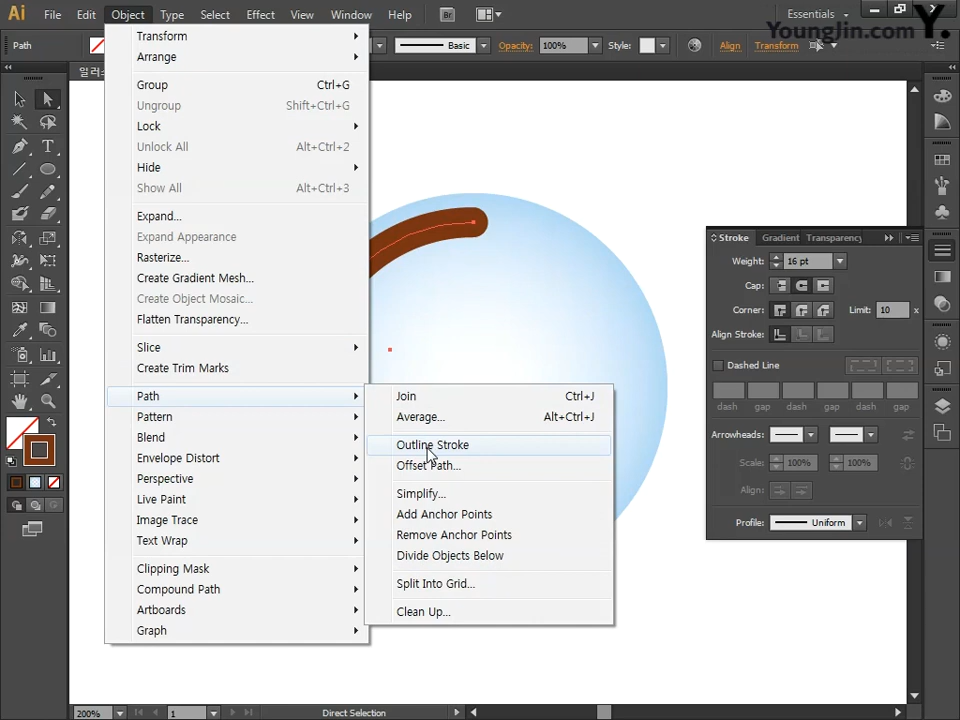 Ai File Edit Object Type Select Effect View Window Help Br Essentials
YoungJin.com Y.
Path Basic Opacity: 100% Style: Align Transform
일러스
Transform
Arrange
Group Ctrl+G
Ungroup Shift+Ctrl+G
Lock
Unlock All Alt+Ctrl+2
Hide
Show All Alt+Ctrl+3
Expand...
Expand Appearance
Rasterize...
Create Gradient Mesh...
Create Object Mosaic...
Flatten Transparency...
Slice
Create Trim Marks
Path
Pattern
Blend
Envelope Distort
Perspective
Live Paint
Image Trace
Text Wrap
Clipping Mask
Compound Path
Artboards
Graph
Join Ctrl+J
Average... Alt+Ctrl+J
Outline Stroke
Offset Path...
Simplify...
Add Anchor Points
Remove Anchor Points
Divide Objects Below
Split Into Grid...
Clean Up...
Stroke Gradient Transparency
Weight: 16 pt
Cap:
Corner: Limit: 10 x
Align Stroke:
Dashed Line
dash gap dash gap dash gap
Arrowheads:
Scale: 100% 100%
Align:
Profile: Uniform
200% 1 Direct Selection